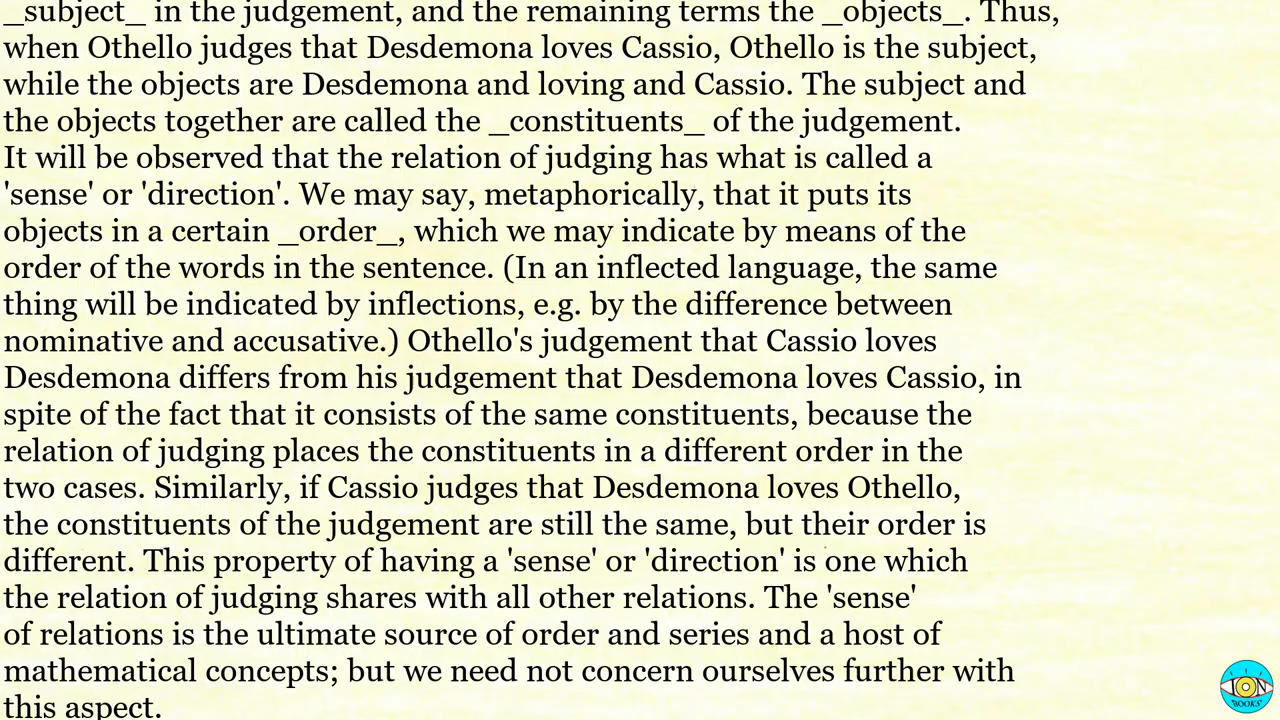 _subject_ in the judgement, and the remaining terms the _objects_. Thus,
when Othello judges that Desdemona loves Cassio, Othello is the subject,
while the objects are Desdemona and loving and Cassio. The subject and
the objects together are called the _constituents_ of the judgement.
It will be observed that the relation of judging has what is called a
'sense' or 'direction'. We may say, metaphorically, that it puts its
objects in a certain _order_, which we may indicate by means of the
order of the words in the sentence. (In an inflected language, the same
thing will be indicated by inflections, e.g. by the difference between
nominative and accusative.) Othello's judgement that Cassio loves
Desdemona differs from his judgement that Desdemona loves Cassio, in
spite of the fact that it consists of the same constituents, because the
relation of judging places the constituents in a different order in the
two cases. Similarly, if Cassio judges that Desdemona loves Othello,
the constituents of the judgement are still the same, but their order is
different. This property of having a 'sense' or 'direction' is one which
the relation of judging shares with all other relations. The 'sense'
of relations is the ultimate source of order and series and a host of
mathematical concepts; but we need not concern ourselves further with
this aspect.
ION
BOOKS